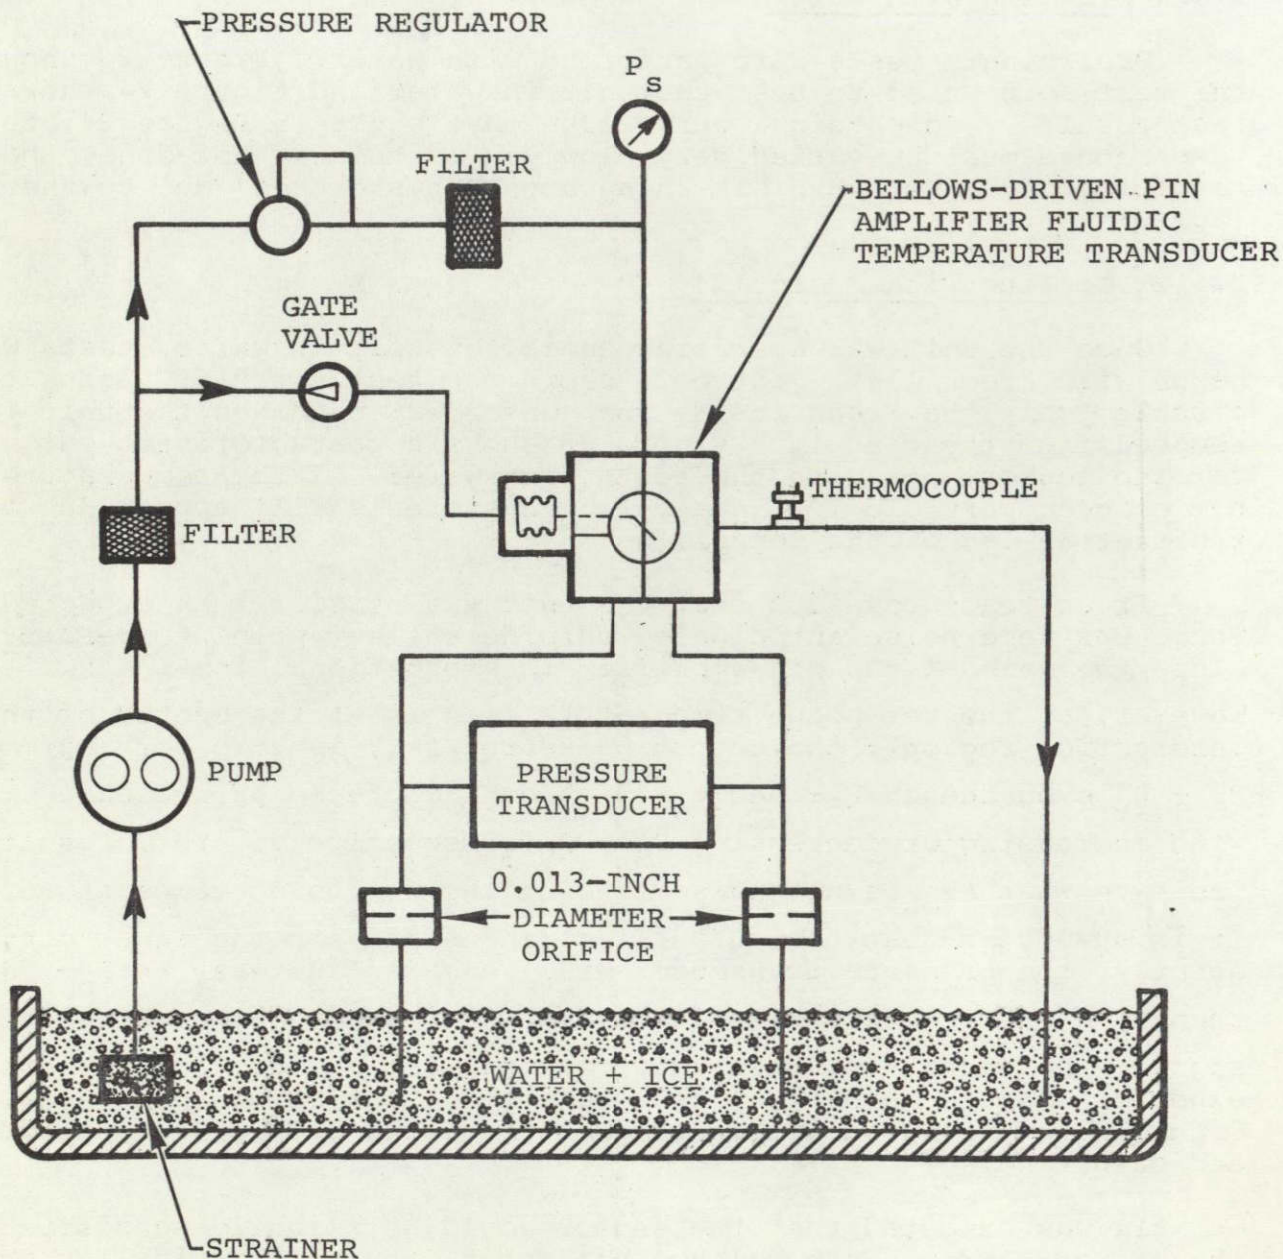 PRESSURE REGULATOR
P
S
FILTER
BELLOWS-DRIVEN PIN
AMPLIFIER FLUIDIC
TEMPERATURE TRANSDUCER
GATE
VALVE
THERMOCOUPLE
FILTER
PUMP
PRESSURE
TRANSDUCER
0.013-INCH
DIAMETER
ORIFICE
WATER + ICE
STRAINER